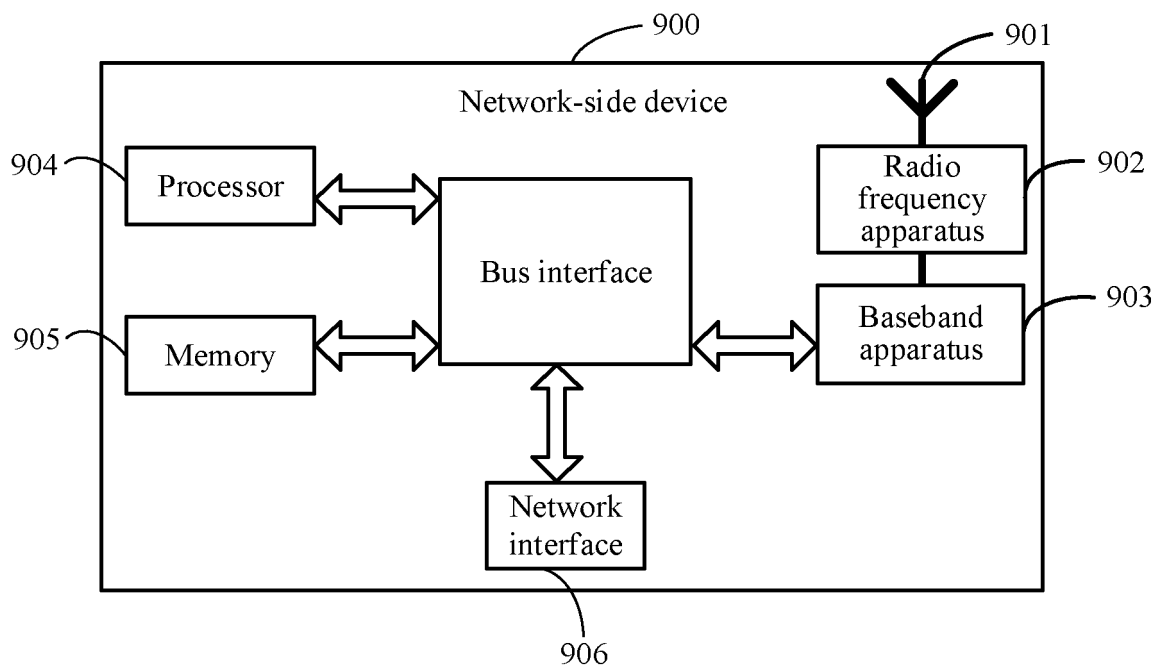 900
901
Network-side device
904
Processor
Radio
frequency
apparatus
902
Bus interface
903
905
Memory
Baseband
apparatus
Network
interface
906